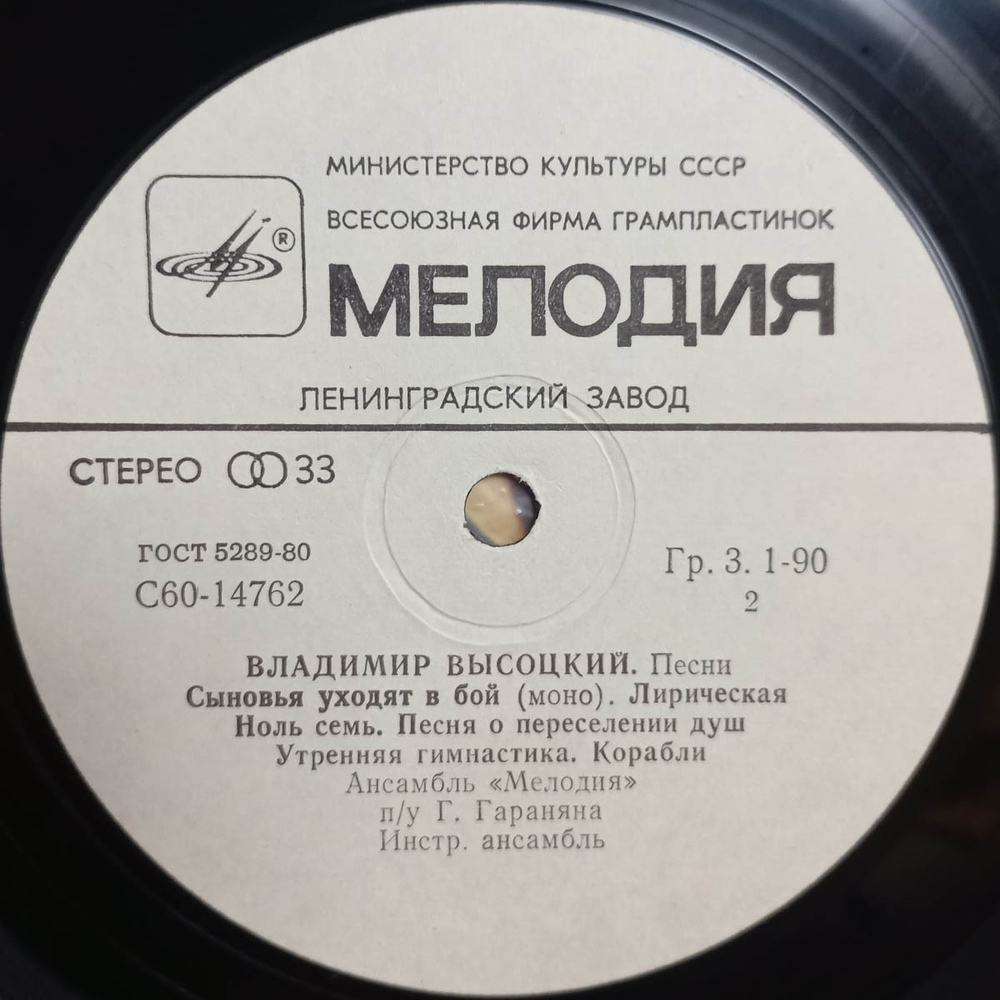 МИНИСТЕРСТВО КУЛЬТУРЫ СССР
ВСЕСОЮЗНАЯ ФИРМА ГРАМПЛАСТИНОК
®
МЕЛОДИЯ
ЛЕНИНГРАДСКИЙ ЗАВОД
СТЕРЕО 33
ГОСТ 5289-80
С60-14762
Гр. 3. 1-90
2
ВЛАДИМИР ВЫСОЦКИЙ. Песни
Сыновья уходят в бой (моно). Лирическая
Ноль семь. Песня о переселении душ
Утренняя гимнастика. Корабли
Ансамбль «Мелодия»
п/у Г. Гараняна
Инстр. ансамбль